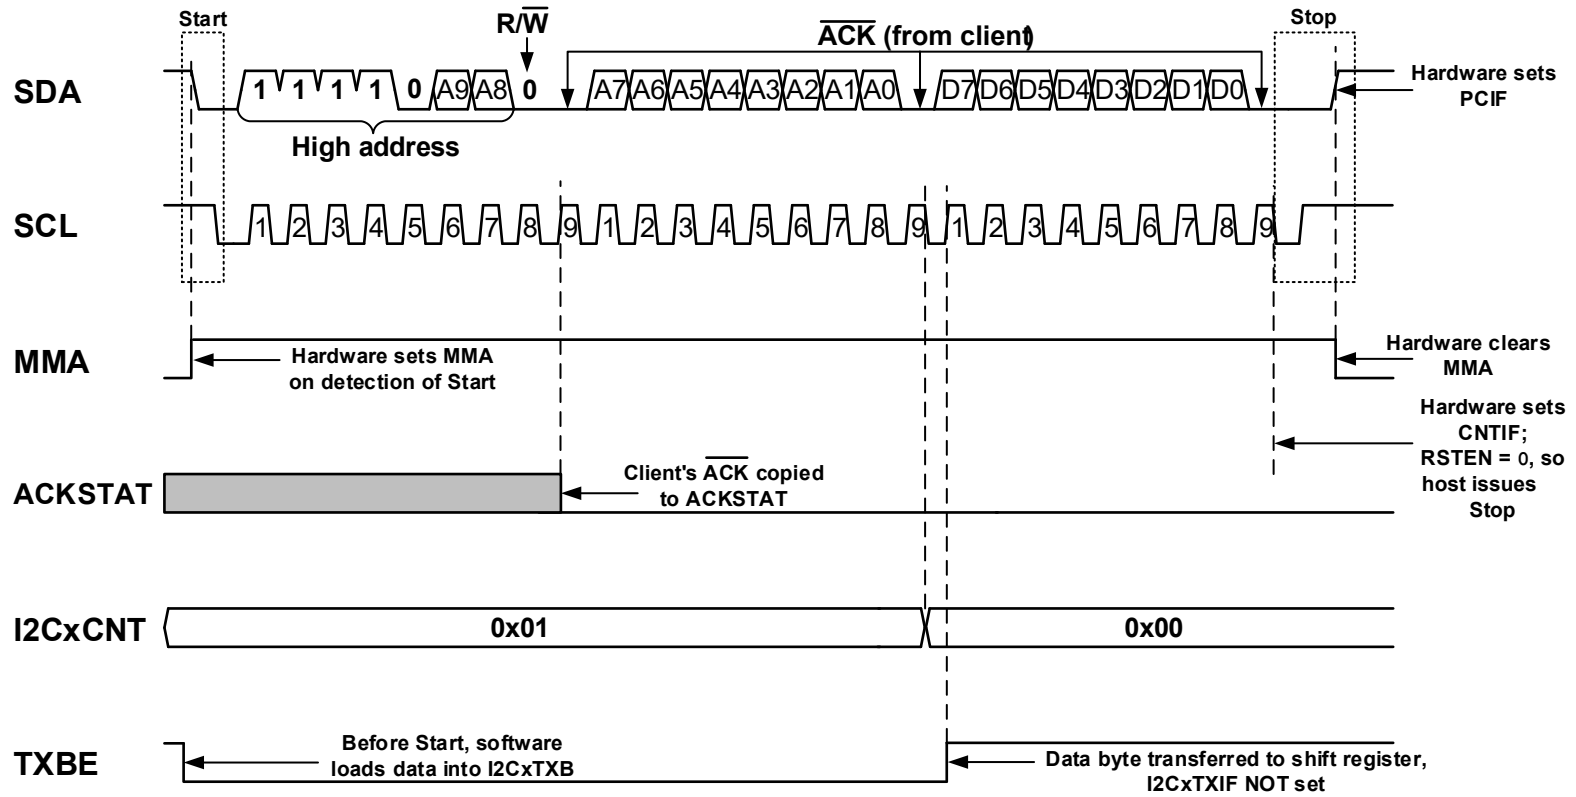 Start
R/W
ACK (from client)
Stop
SDA
1 1 1 1 0 A9 A8 0 A7 A6 A5 A4 A3 A2 A1 A0 D7 D6 D5 D4 D3 D2 D1 D0
Hardware sets
PCIF
High address
SCL
1 2 3 4 5 6 7 8 9 1 2 3 4 5 6 7 8 9 1 2 3 4 5 6 7 8 9
MMA
Hardware sets MMA
on detection of Start
Hardware clears
MMA
Hardware sets
CNTIF;
RSTEN = 0, so
host issues
Stop
ACKSTAT
Client's ACK copied
to ACKSTAT
I2CxCNT
0x01
0x00
TXBE
Before Start, software
loads data into I2CxTXB
Data byte transferred to shift register,
I2CxTXIF NOT set